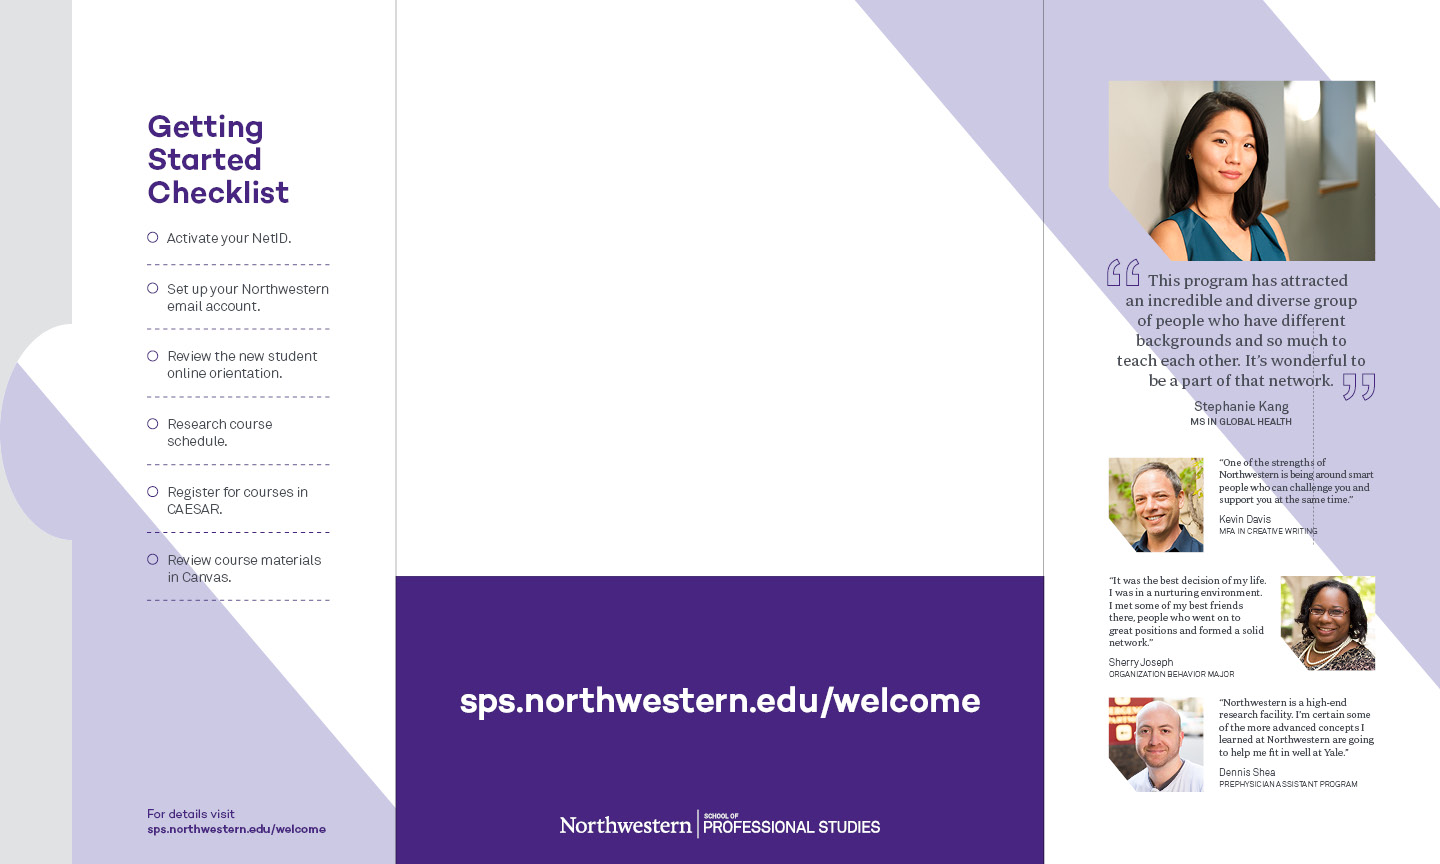 Getting
Started
Checklist
Activate your NetID.
Set up your Northwestern
email account.
Review the new student
online orientation.
Research course
schedule.
Register for courses in
CAESAR.
Review course materials
in Canvas.
For details visit
sps.northwestern.edu/welcome
sps.northwestern.edu/welcome
Northwestern | SCHOOL OF
PROFESSIONAL STUDIES
“This program has attracted
an incredible and diverse group
of people who have different
backgrounds and so much to
teach each other. It’s wonderful to
be a part of that network.”
Stephanie Kang
MS IN GLOBAL HEALTH
“One of the strengths of
Northwestern is being around smart
people who can challenge you and
support you at the same time.”
Kevin Davis
MFA IN CREATIVE WRITING
“It was the best decision of my life.
I was in a nurturing environment.
I met some of my best friends
there, people who went on to
great positions and formed a solid
network.”
Sherry Joseph
ORGANIZATION BEHAVIOR MAJOR
“Northwestern is a high-end
research facility. I’m certain some
of the more advanced concepts I
learned at Northwestern are going
to help me fit in well at Yale.”
Dennis Shea
PREPHYSICIAN ASSISTANT PROGRAM